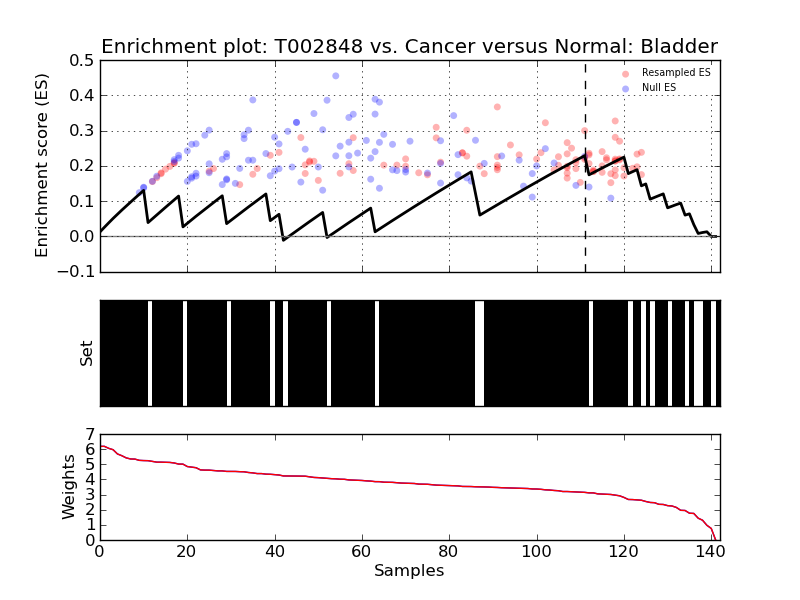 Enrichment plot: T002848 vs. Cancer versus Normal: Bladder
Enrichment score (ES)
0.5
0.4
0.3
0.2
0.1
0.0
−0.1
Resampled ES
Null ES
Set
Weights
7
6
5
4
3
2
1
0
0 20 40 60 80 100 120 140
Samples